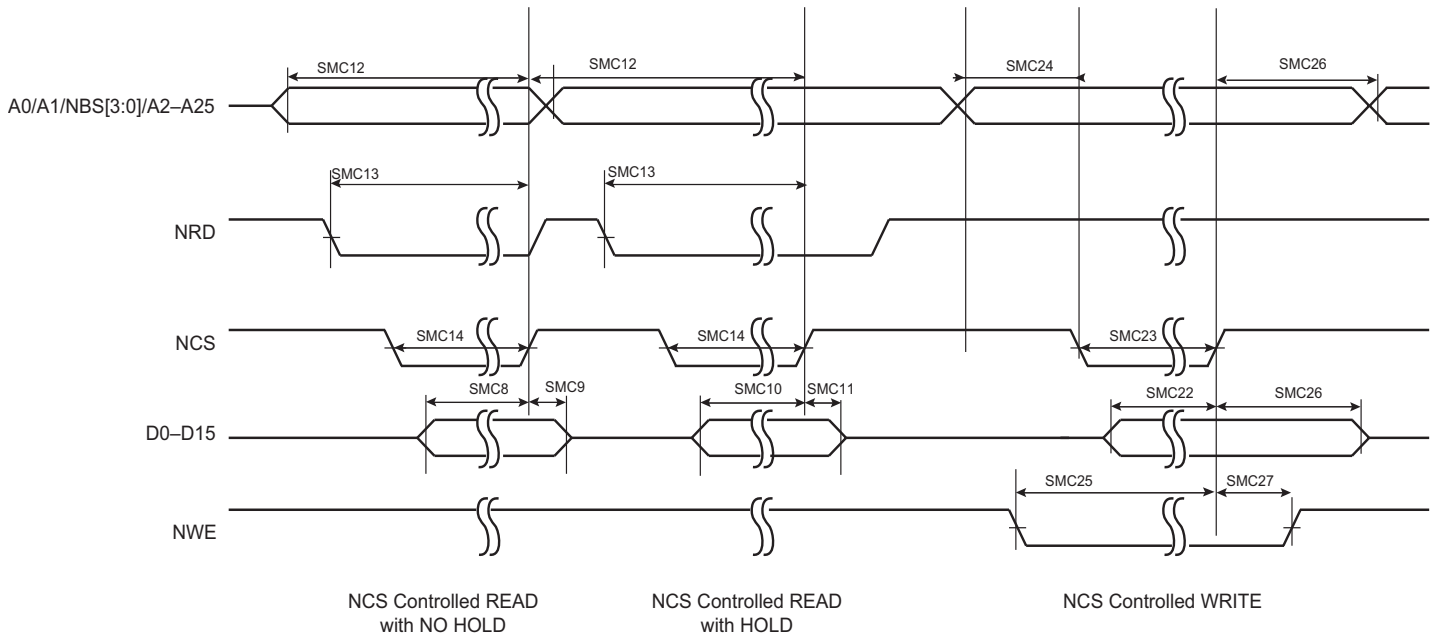 SMC12
SMC12
SMC24
SMC26
A0/A1/NBS[3:0]/A2–A25
SMC13
SMC13
NRD
NCS
SMC14
SMC14
SMC23
SMC8
SMC9
SMC10
SMC11
SMC22
SMC26
D0–D15
SMC25
SMC27
NWE
NCS Controlled READ
with NO HOLD
NCS Controlled READ
with HOLD
NCS Controlled WRITE